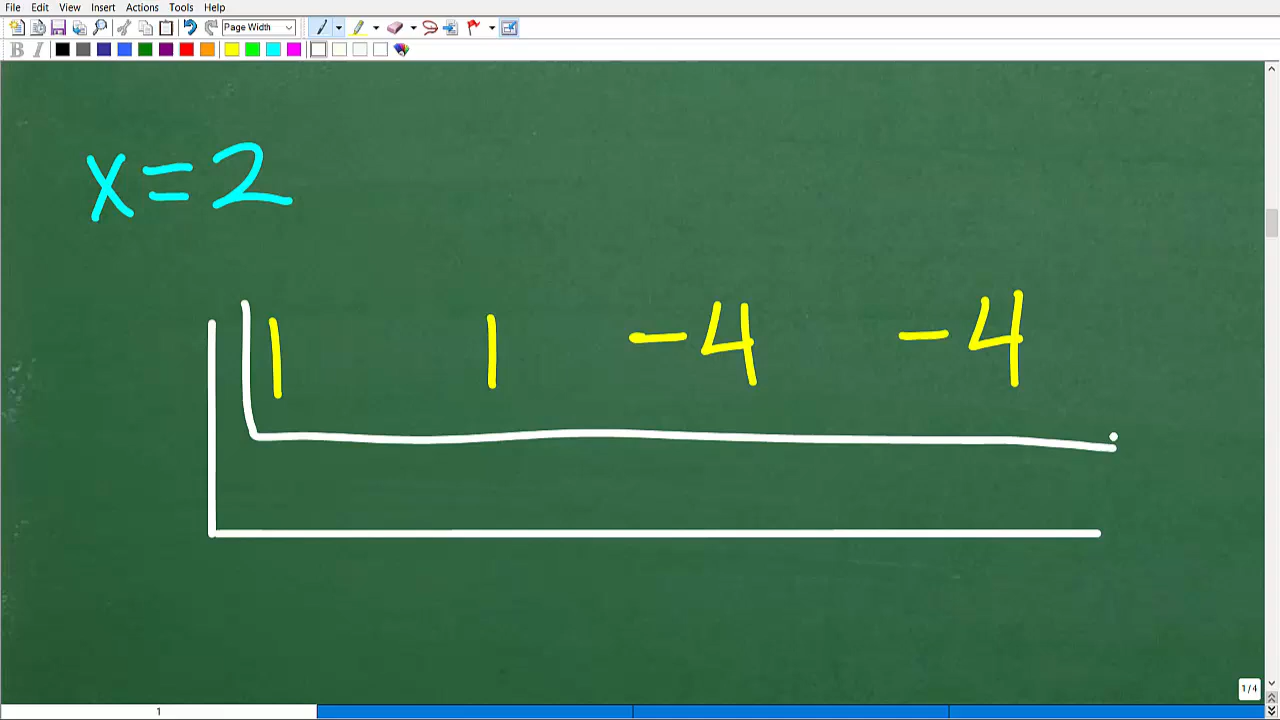 File Edit View Insert Actions Tools Help
Page Width
B I
x=2
1 1 -4 -4
1/4
1